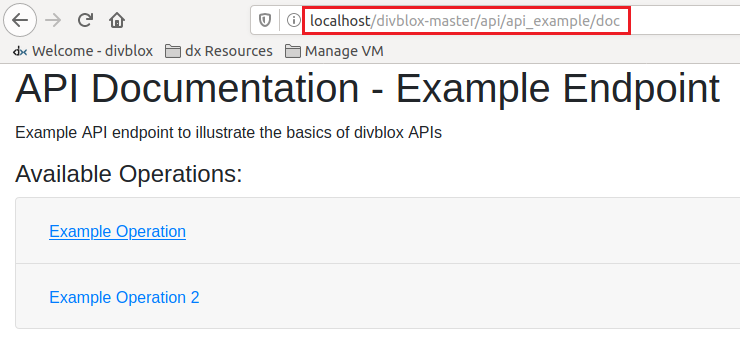 localhost/divblox-master/api/api_example/doc
dx Welcome - divblox dx Resources Manage VM
API Documentation - Example Endpoint
Example API endpoint to illustrate the basics of divblox APIs
Available Operations:
Example Operation
Example Operation 2